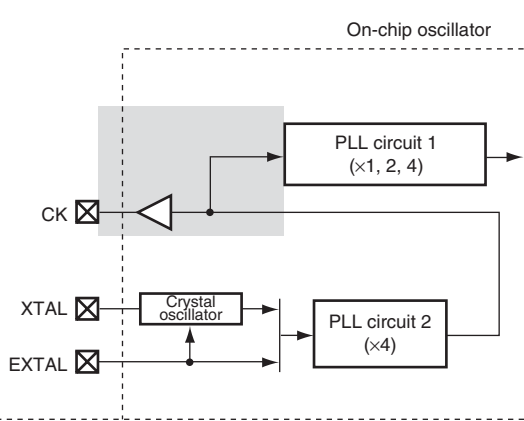 On-chip oscillator
PLL circuit 1
(×1, 2, 4)
CK
XTAL
Crystal
oscillator
PLL circuit 2
(×4)
EXTAL